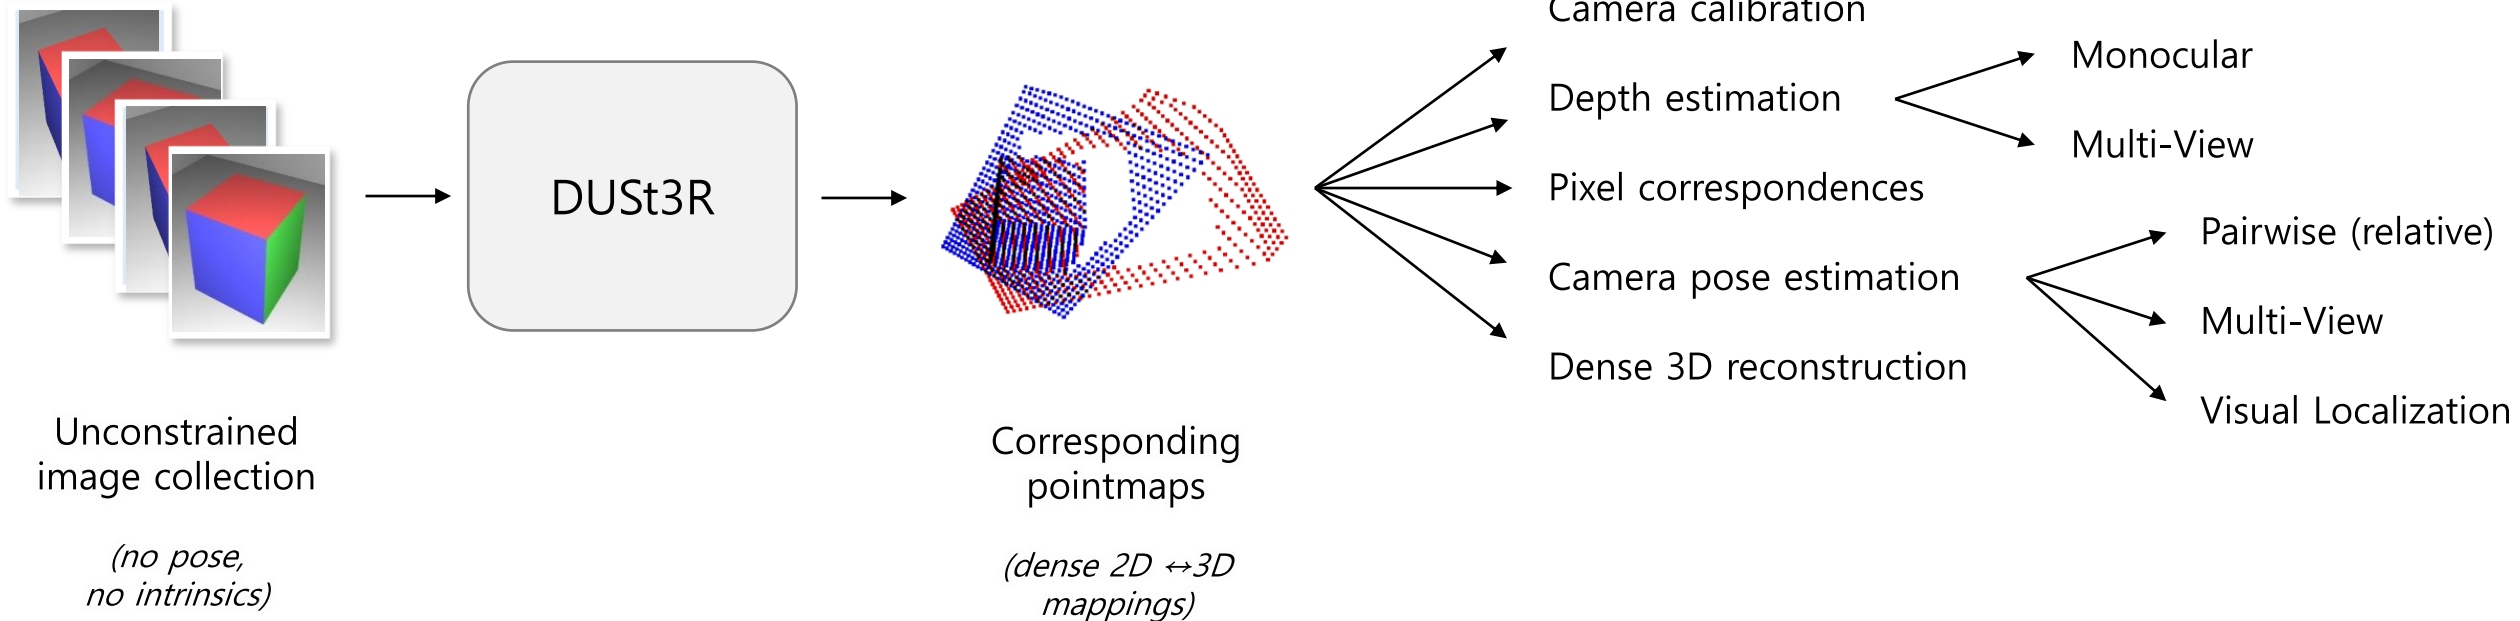 Unconstrained
image collection
(no pose,
no intrinsics)
DUSt3R
Corresponding
pointmaps
(dense 2D ↔3D
mappings)
Camera calibration
Depth estimation
Monocular
Multi-View
Pixel correspondences
Camera pose estimation
Pairwise (relative)
Multi-View
Visual Localization
Dense 3D reconstruction